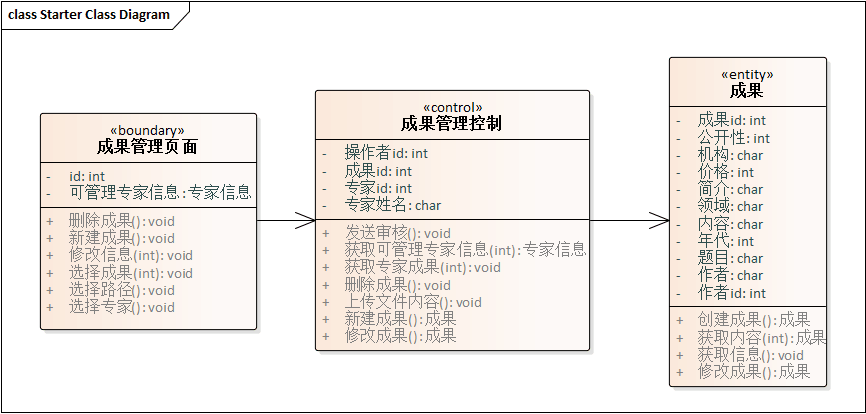 class Starter Class Diagram
«boundary»
成果管理页面
- id: int
- 可管理专家信息: 专家信息
+ 删除成果(): void
+ 新建成果(): void
+ 修改信息(int): void
+ 选择成果(int): void
+ 选择路径(): void
+ 选择专家(): void
«control»
成果管理控制
- 操作者id: int
- 成果id: int
- 专家id: int
- 专家姓名: char
+ 发送审核(): void
+ 获取可管理专家信息(int): 专家信息
+ 获取专家成果(int): void
+ 删除成果(): void
+ 上传文件内容(): void
+ 新建成果(): 成果
+ 修改成果(): 成果
«entity»
成果
- 成果id: int
- 公开性: int
- 机构: char
- 价格: int
- 简介: char
- 领域: char
- 内容: char
- 年代: int
- 题目: char
- 作者: char
- 作者id: int
+ 创建成果(): 成果
+ 获取内容(int): 成果
+ 获取信息(): void
+ 修改成果(): 成果